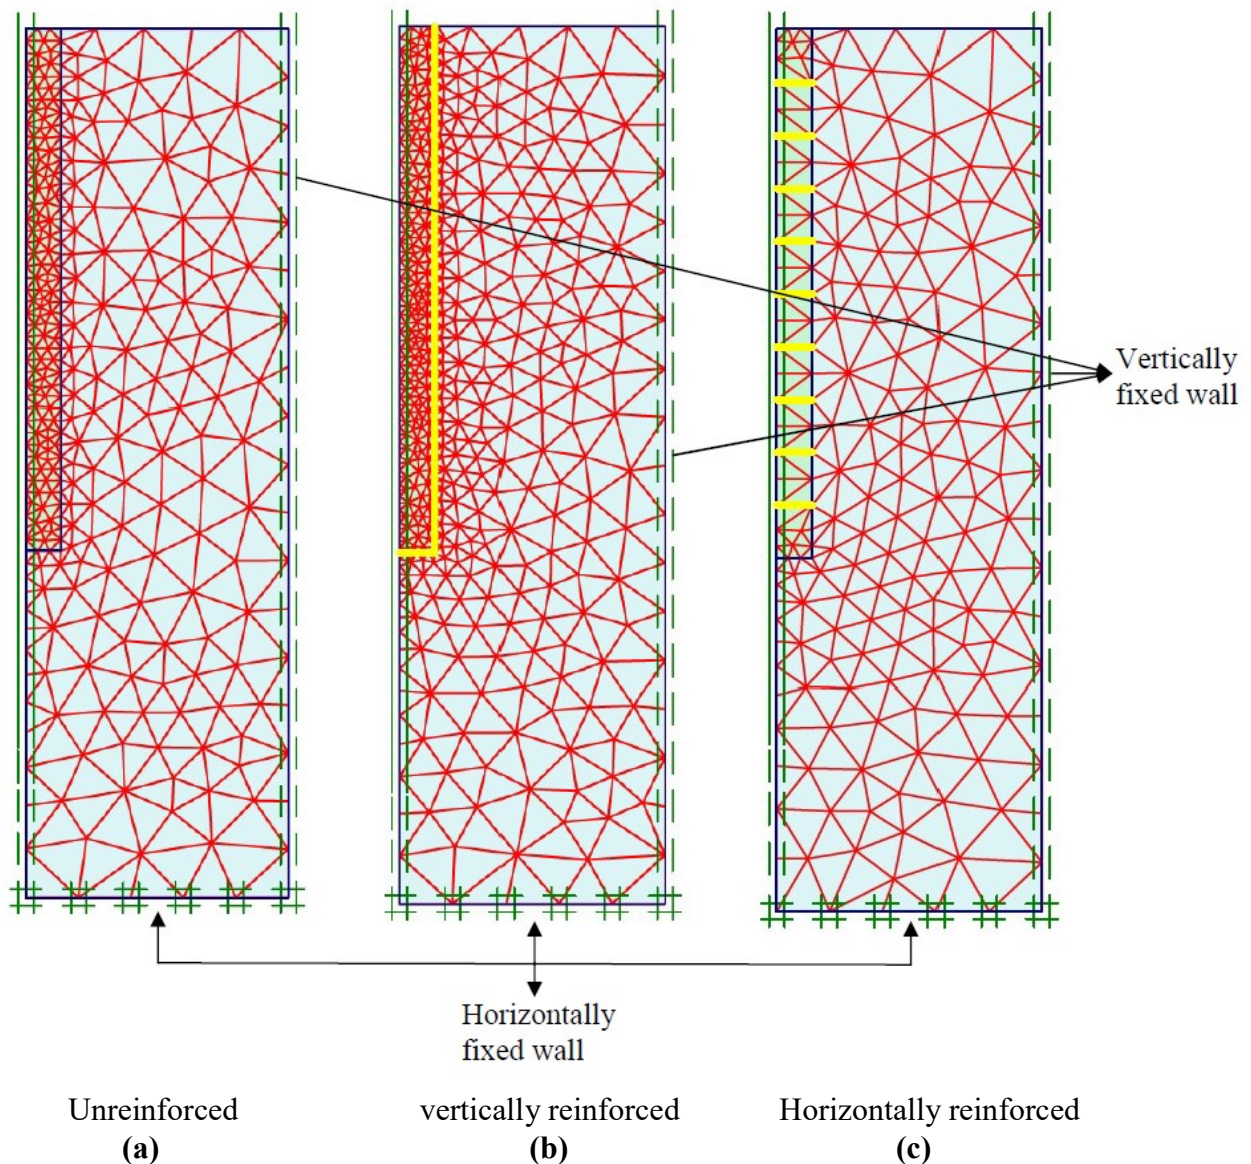 Vertically
fixed wall
Horizontally
fixed wall
Unreinforced
vertically reinforced
Horizontally reinforced
(a)
(b)
(c)